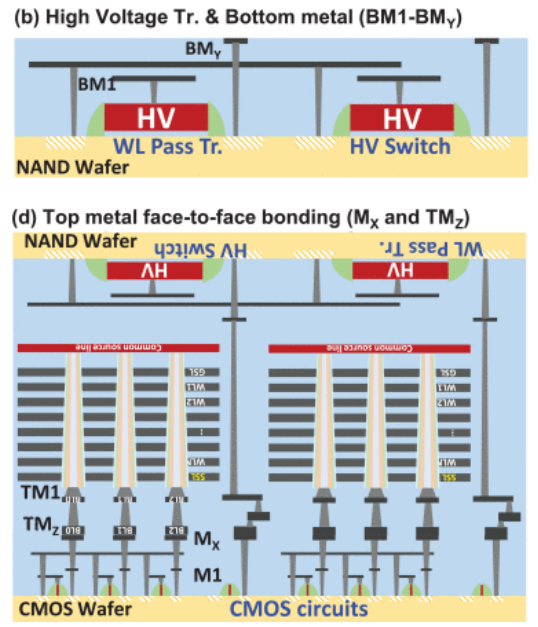 (b) High Voltage Tr. & Bottom metal (BM1-BMY)
BMY
BM1
HV
HV
WL Pass Tr.
HV Switch
NAND Wafer
(d) Top metal face-to-face bonding (MX and TMZ)
NAND Wafer
HV Switch
WL Pass Tr.
HV
HV
Common source line
Common source line
GSL
GSL
WL1
WL1
WL2
WL2
:
:
WLN
WLN
SSL
SSL
TM1
BL0
BL1
BL2
TMZ
BL0
BL1
BL2
MX
M1
CMOS Wafer
CMOS circuits